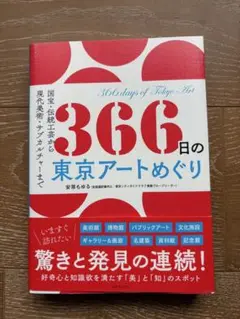 366days of Tokyo Art
国宝・伝統工芸から
現代美術・サブカルチャーまで
366
日の
東京アートめぐり
いますぐ
訪れたい
美術館 博物館 パブリックアート 文化施設
ギャラリー&画廊 名建築 資料館 記念館
驚きと発見の連続!
好奇心と知識欲を満たす「美」と「知」のスポット